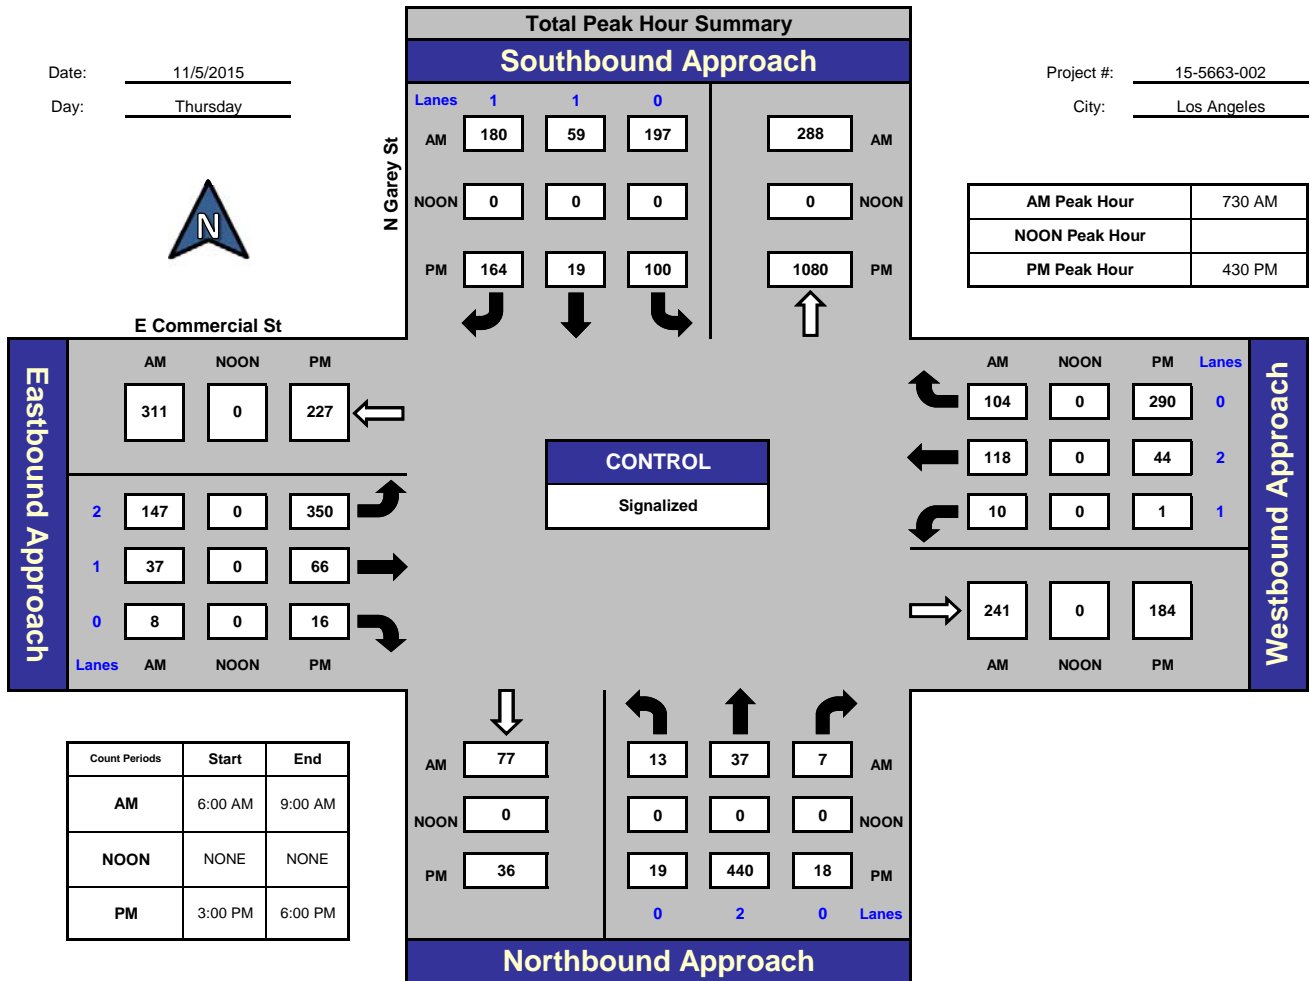 Total Peak Hour Summary
Southbound Approach
Date: 11/5/2015
Day: Thursday
Project #: 15-5663-002
City: Los Angeles
N
N Garey St
Lanes 1 1 0
AM 180 59 197 288 AM
NOON 0 0 0 0 NOON
PM 164 19 100 1080 PM
AM Peak Hour 730 AM
NOON Peak Hour
PM Peak Hour 430 PM
E Commercial St
Eastbound Approach
AM NOON PM
311 0 227
2 147 0 350
1 37 0 66
0 8 0 16
Lanes AM NOON PM
CONTROL
Signalized
AM NOON PM Lanes
104 0 290 0
118 0 44 2
10 0 1 1
241 0 184
AM NOON PM
Westbound Approach
Count Periods Start End
AM 6:00 AM 9:00 AM
NOON NONE NONE
PM 3:00 PM 6:00 PM
AM 77 13 37 7 AM
NOON 0 0 0 0 NOON
PM 36 19 440 18 PM
0 2 0 Lanes
Northbound Approach